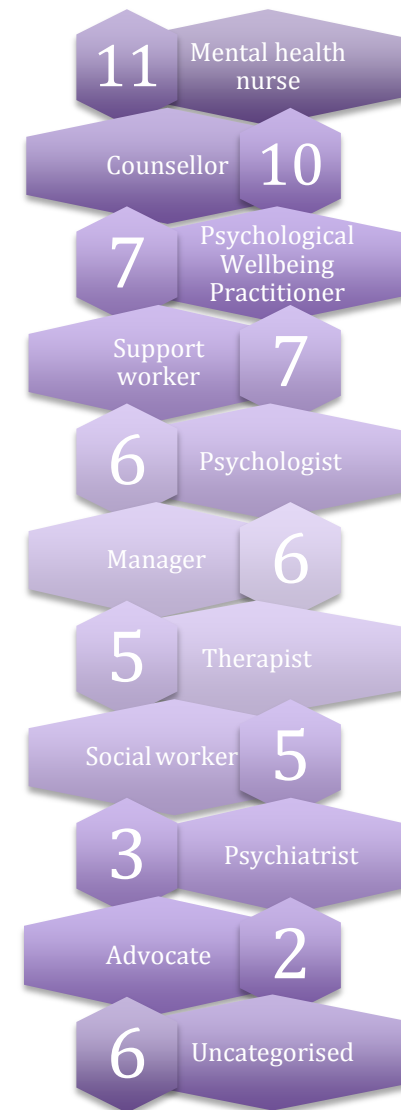 11
Mental health
nurse
Counsellor
10
7
Psychological
Wellbeing
Practitioner
Support
worker
7
6
Psychologist
Manager
6
5
Therapist
Social worker
5
3
Psychiatrist
Advocate
2
6
Uncategorised